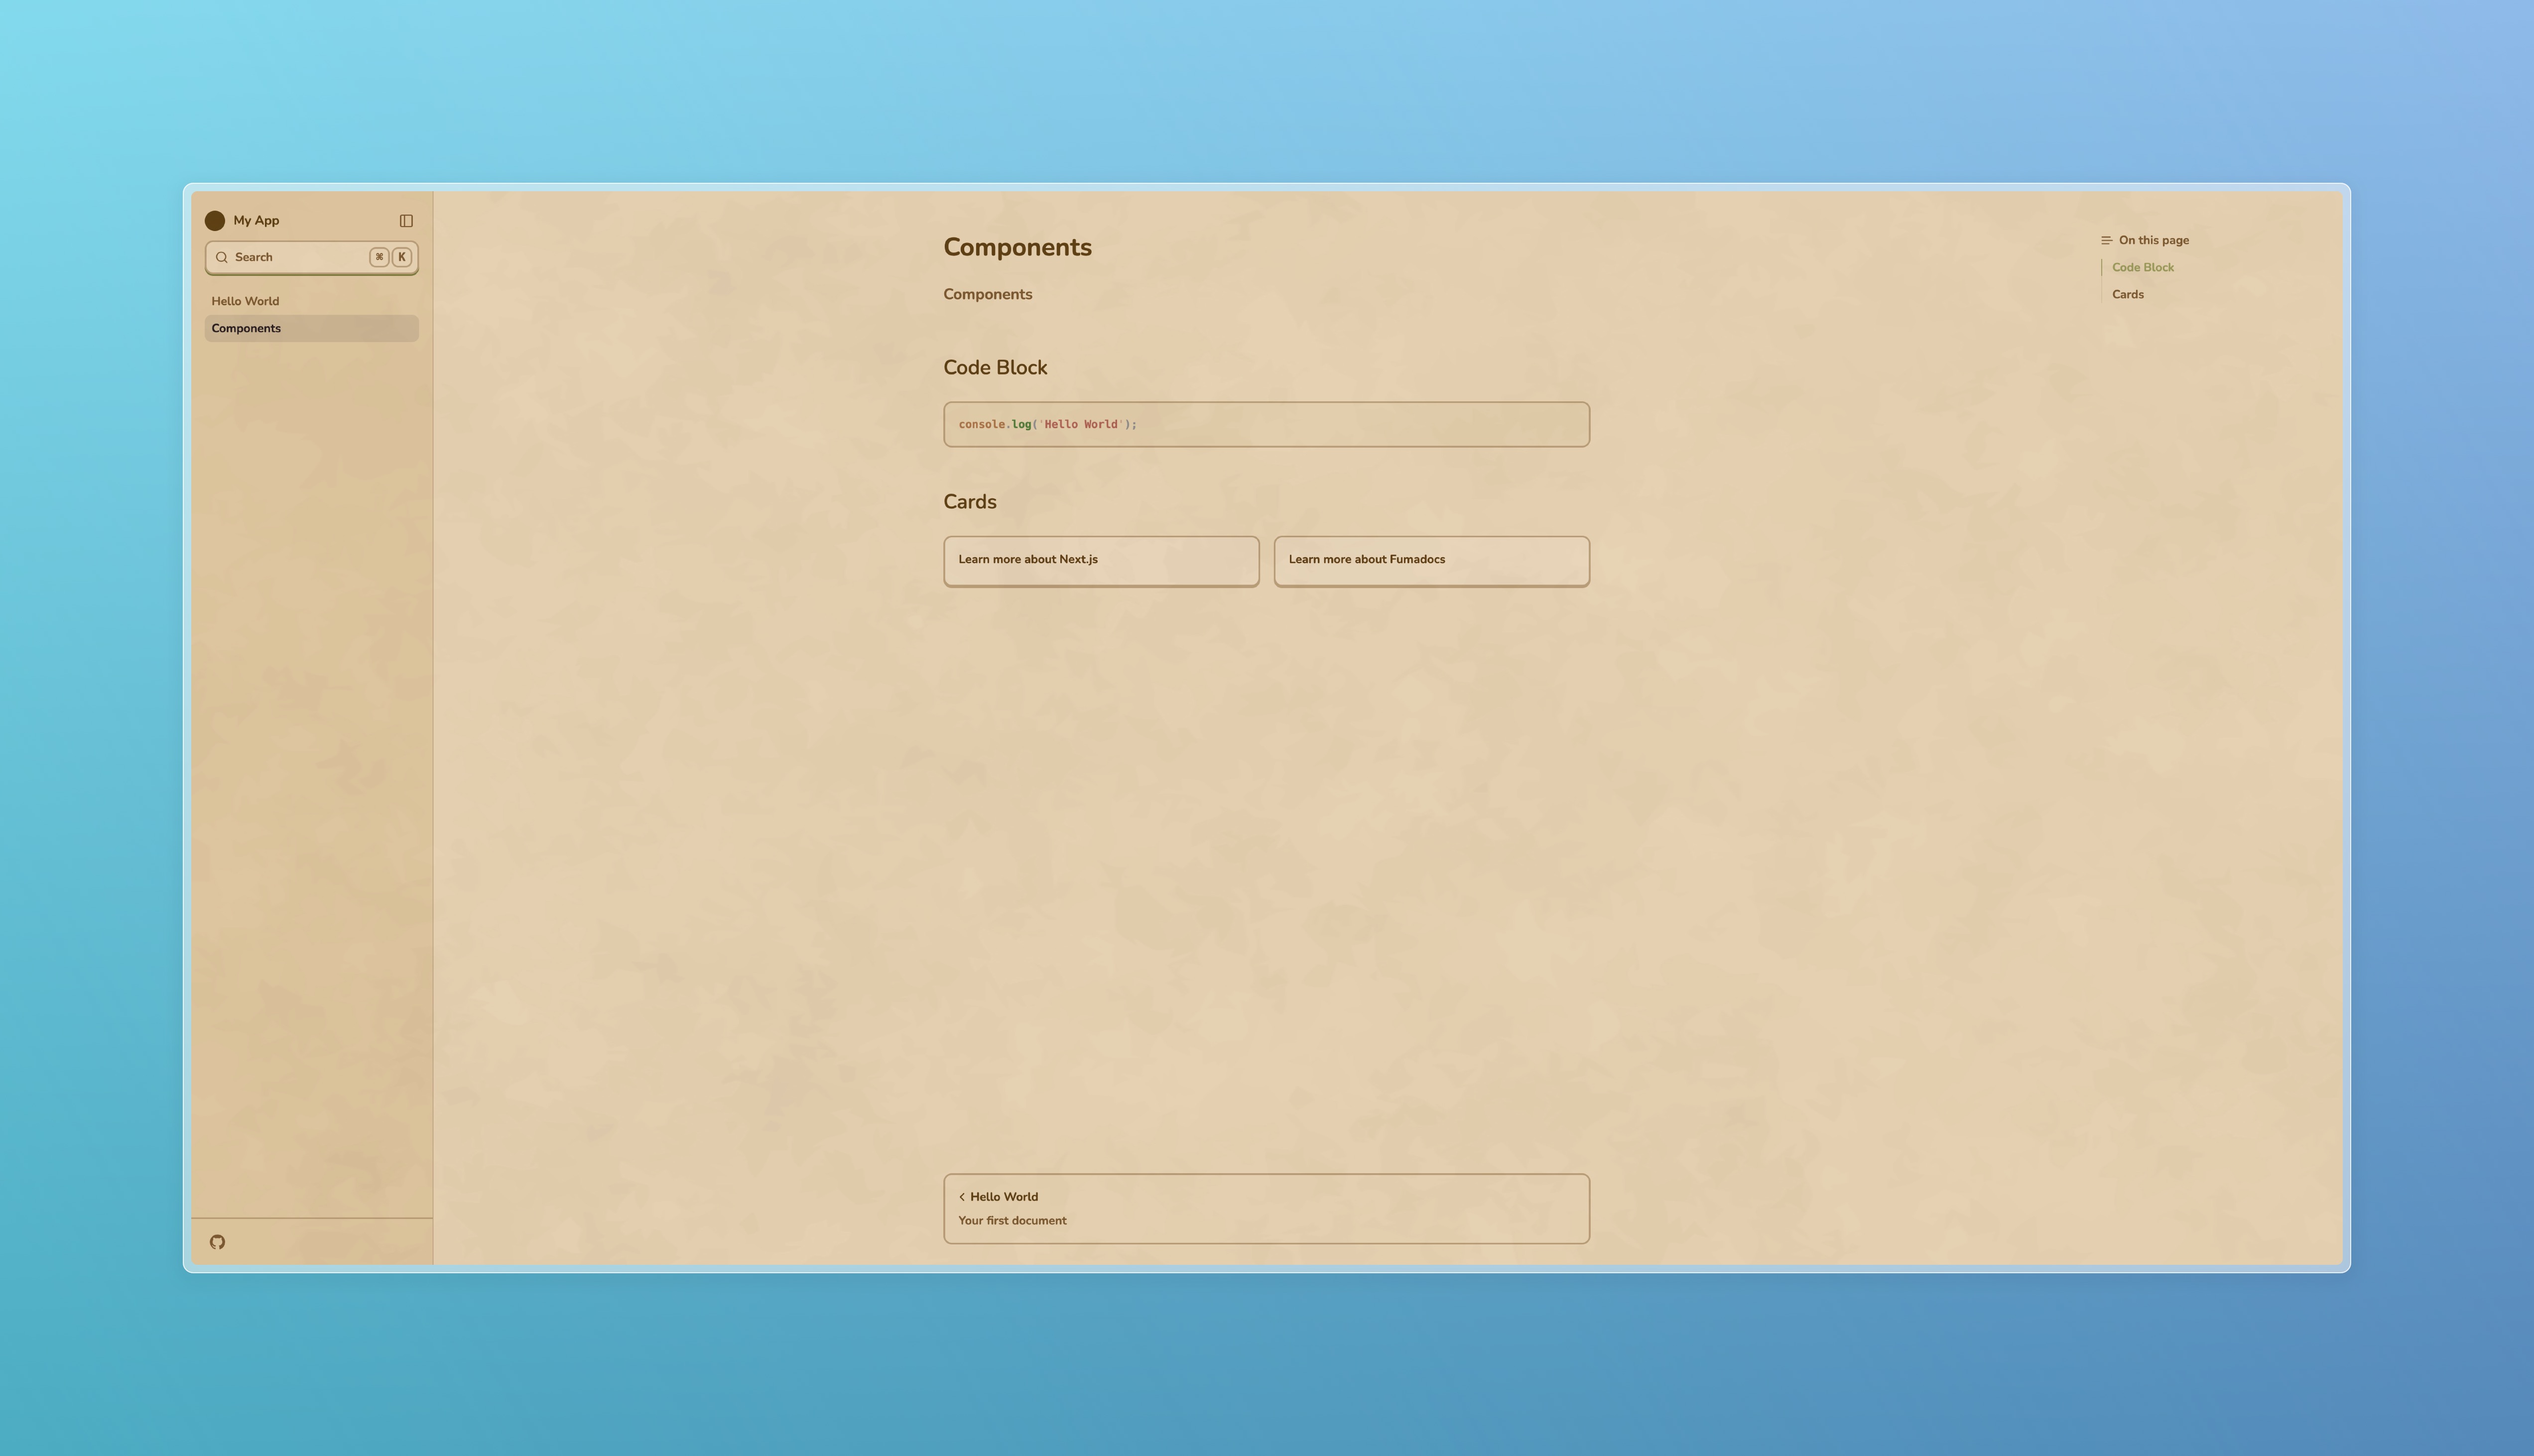 My App
Search ⌘ K
Hello World
Components
Components
Components
Code Block
console.log('Hello World');
Cards
Learn more about Next.js
Learn more about Fumadocs
Hello World
Your first document
On this page
Code Block
Cards